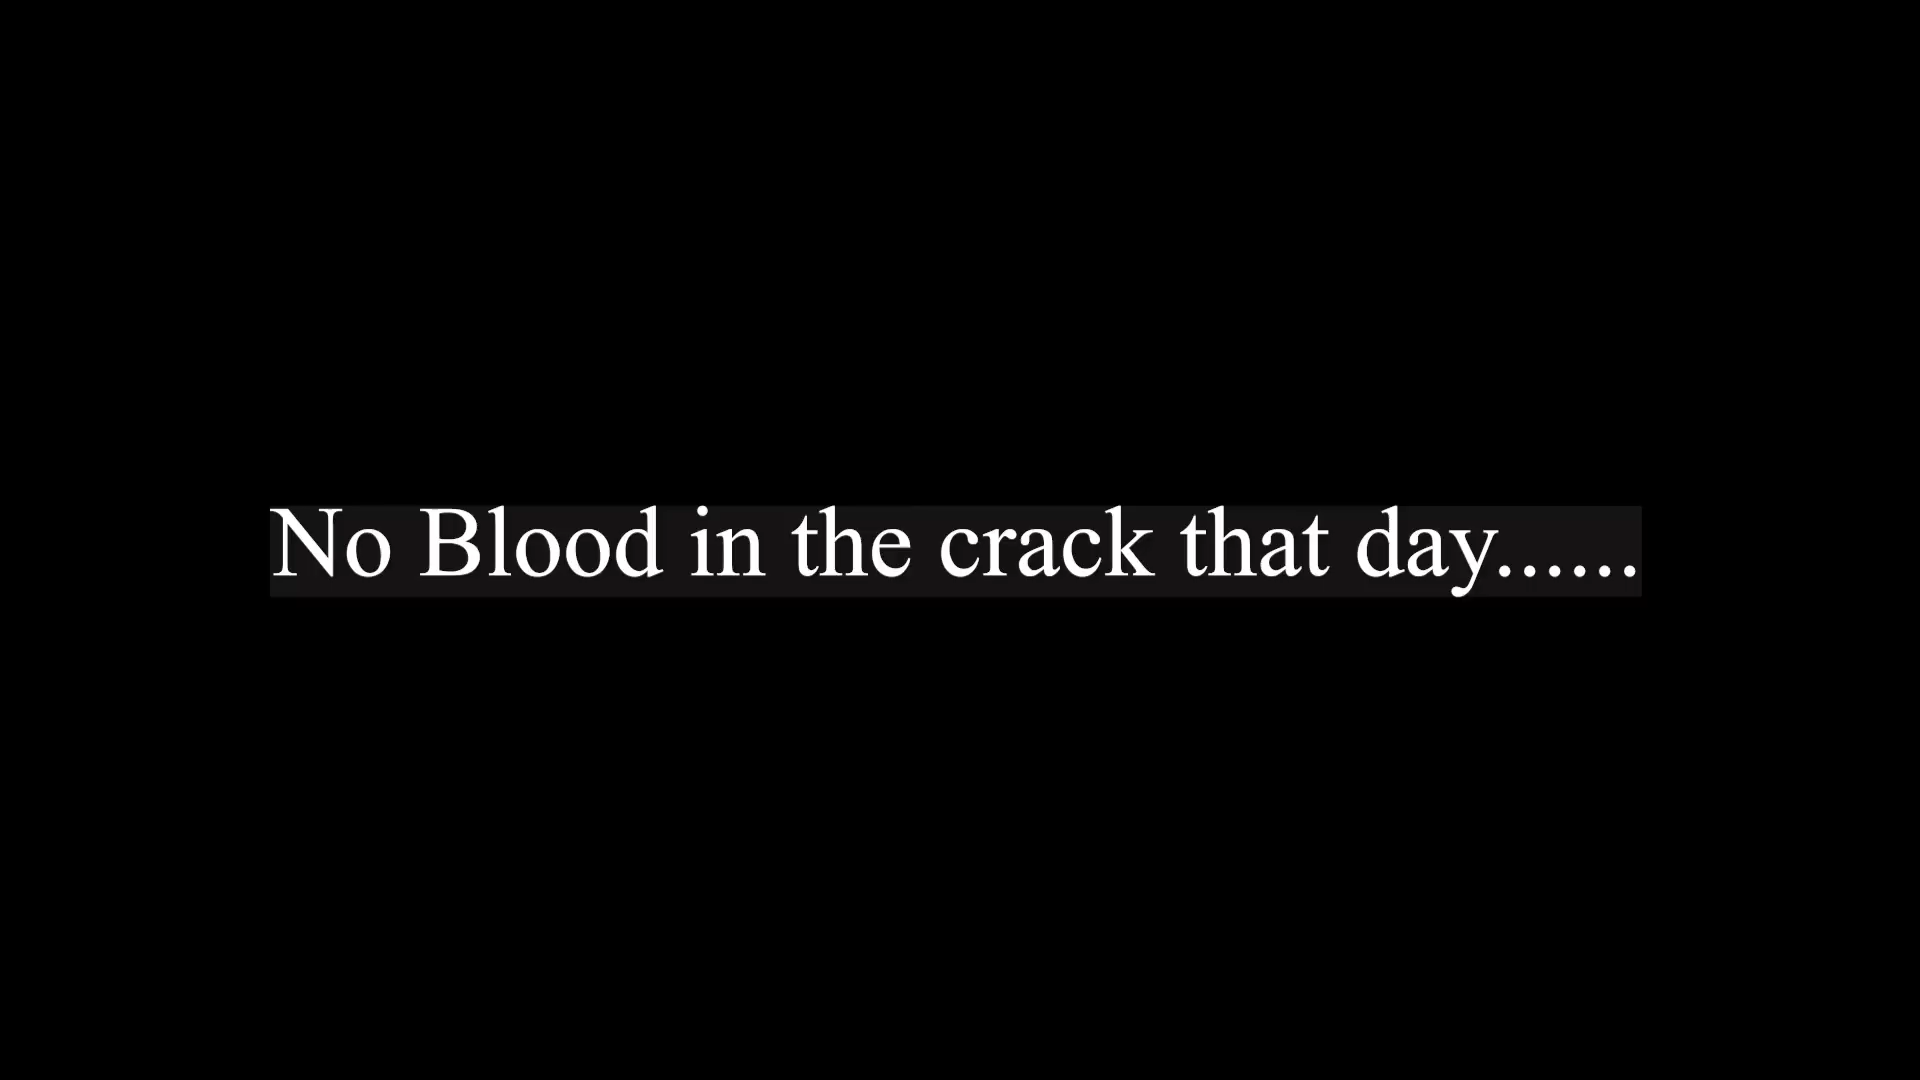 No Blood in the crack that day......